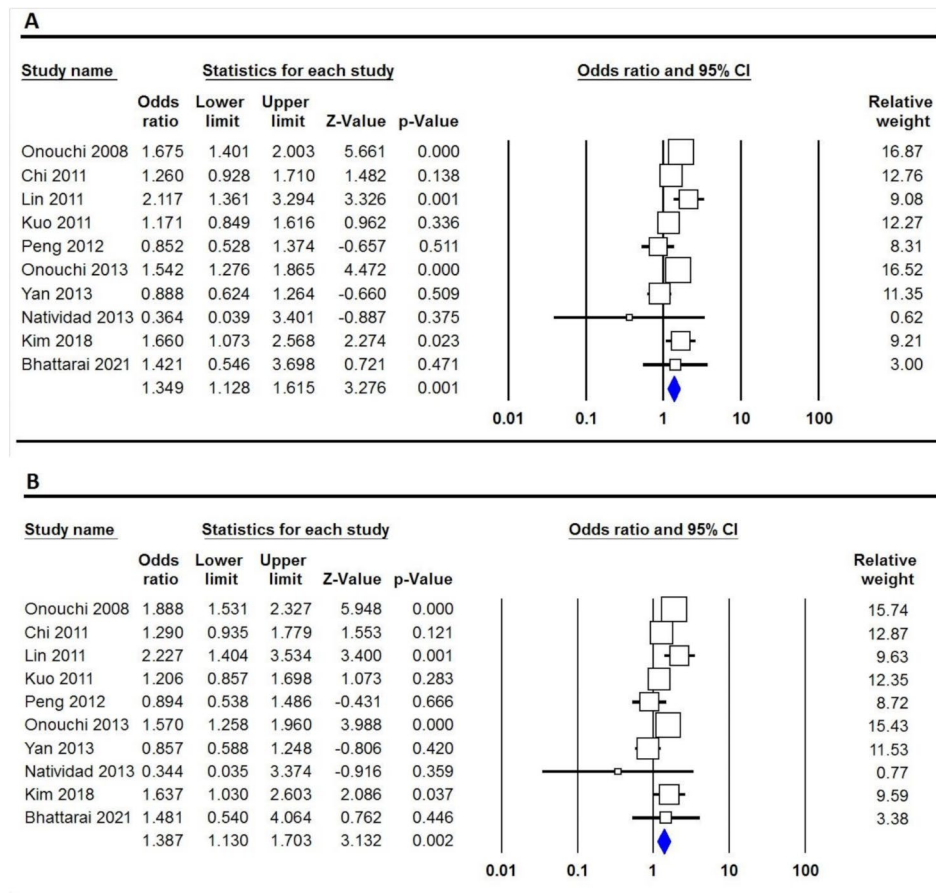 A
Study name Statistics for each study Odds ratio and 95% CI
Odds Lower Upper Relative
ratio limit limit Z-Value p-Value weight
Onouchi 2008 1.675 1.401 2.003 5.661 0.000 16.87
Chi 2011 1.260 0.928 1.710 1.482 0.138 12.76
Lin 2011 2.117 1.361 3.294 3.326 0.001 9.08
Kuo 2011 1.171 0.849 1.616 0.962 0.336 12.27
Peng 2012 0.852 0.528 1.374 -0.657 0.511 8.31
Onouchi 2013 1.542 1.276 1.865 4.472 0.000 16.52
Yan 2013 0.888 0.624 1.264 -0.660 0.509 11.35
Natividad 2013 0.364 0.039 3.401 -0.887 0.375 0.62
Kim 2018 1.660 1.073 2.568 2.274 0.023 9.21
Bhattarai 2021 1.421 0.546 3.698 0.721 0.471 3.00
1.349 1.128 1.615 3.276 0.001
0.01 0.1 1 10 100
B
Study name Statistics for each study Odds ratio and 95% CI
Odds Lower Upper Relative
ratio limit limit Z-Value p-Value weight
Onouchi 2008 1.888 1.531 2.327 5.948 0.000 15.74
Chi 2011 1.290 0.935 1.779 1.553 0.121 12.87
Lin 2011 2.227 1.404 3.534 3.400 0.001 9.63
Kuo 2011 1.206 0.857 1.698 1.073 0.283 12.35
Peng 2012 0.894 0.538 1.486 -0.431 0.666 8.72
Onouchi 2013 1.570 1.258 1.960 3.988 0.000 15.43
Yan 2013 0.857 0.588 1.248 -0.806 0.420 11.53
Natividad 2013 0.344 0.035 3.374 -0.916 0.359 0.77
Kim 2018 1.637 1.030 2.603 2.086 0.037 9.59
Bhattarai 2021 1.481 0.540 4.064 0.762 0.446 3.38
1.387 1.130 1.703 3.132 0.002
0.01 0.1 1 10 100